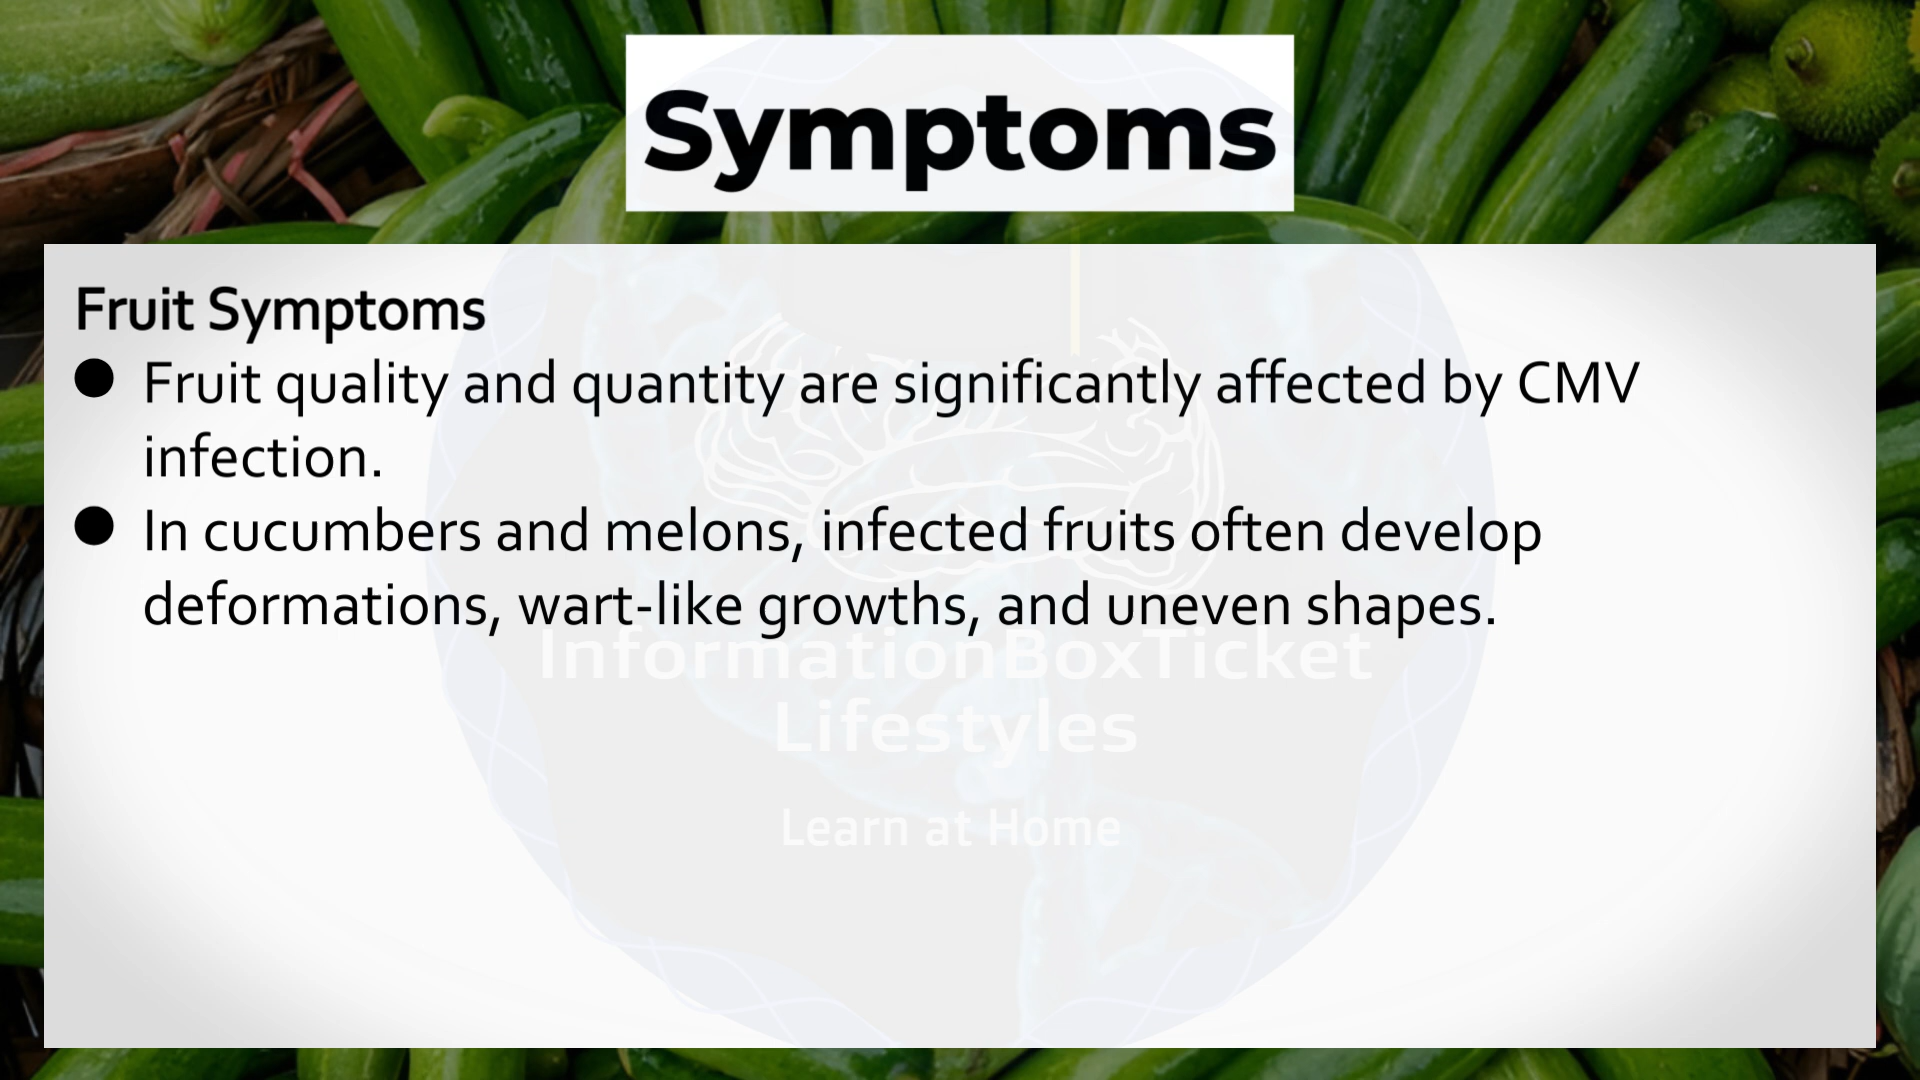 Symptoms
Fruit Symptoms
● Fruit quality and quantity are significantly affected by CMV
infection.
● In cucumbers and melons, infected fruits often develop
deformations, wart-like growths, and uneven shapes.
InformationBoxTicket
Lifestyles
Learn at Home